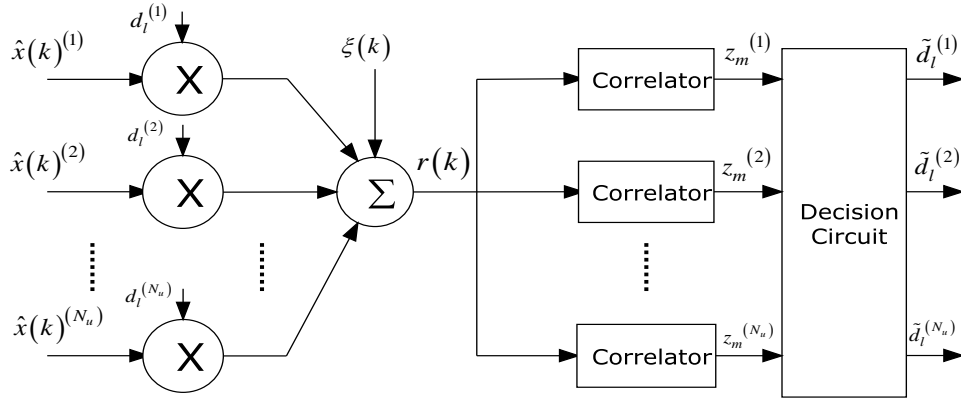 d_l^{(1)}
x̂(k)^{(1)}
X
ξ(k)
Correlator
z_m^{(1)}
d̃_l^{(1)}
d_l^{(2)}
x̂(k)^{(2)}
X
Σ
r(k)
Correlator
z_m^{(2)}
d̃_l^{(2)}
Decision
Circuit
d_l^{(N_u)}
x̂(k)^{(N_u)}
X
Correlator
z_m^{(N_u)}
d̃_l^{(N_u)}